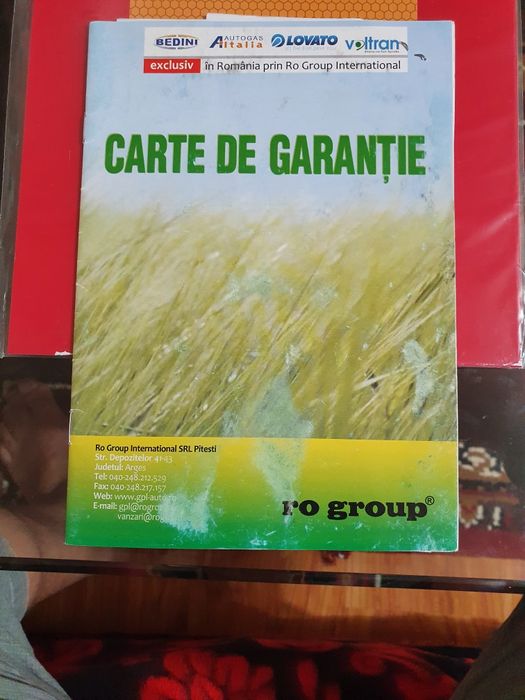 BEDINI AUTOGAS Italia LOVATO voltran
exclusiv în România prin Ro Group International
CARTE DE GARANȚIE
Ro Group International SRL Pitesti
Str. Depozitelor 41-43
Judetul: Arges
Tel: 040-248.212.529
Fax: 040-248.217.157
Web: www.gpl-auto
E-mail: gpl@rogro
vanzari@ro
ro group®